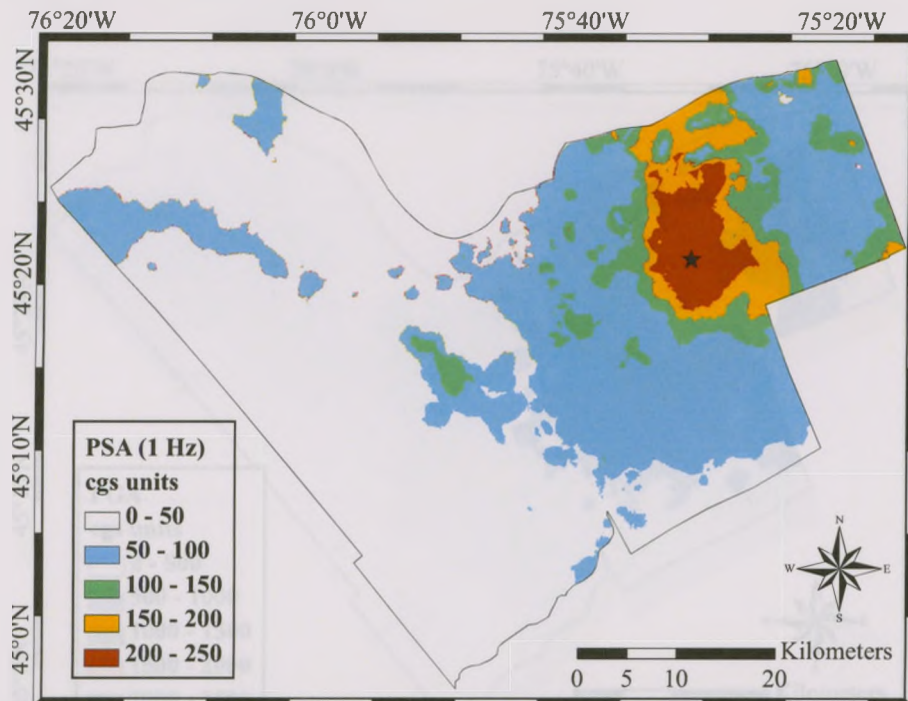 76°20'W 76°0'W 75°40'W 75°20'W
45°30'N
45°20'N
45°10'N
45°0'N
PSA (1 Hz)
cgs units
0 - 50
50 - 100
100 - 150
150 - 200
200 - 250
N
W E
S
Kilometers
0 5 10 20